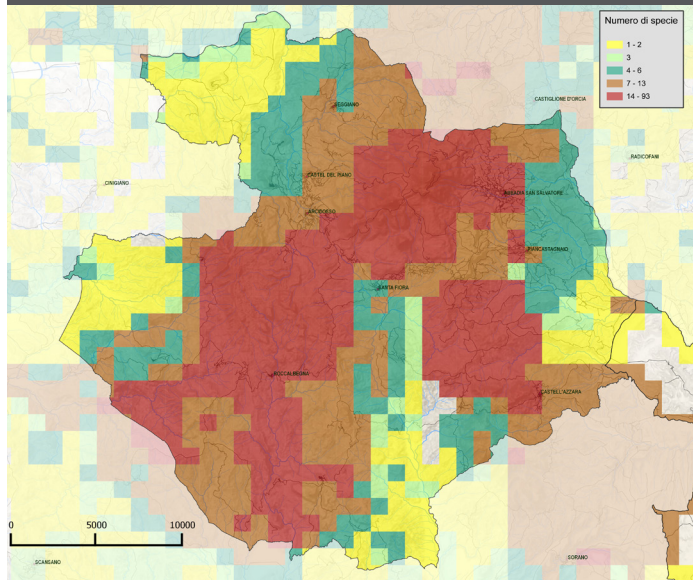 Numero di specie
1 - 2
3
4 - 6
7 - 13
14 - 93
CASTIGLIONE D'ORCIA
SEGGIANO
RADICOFANI
CASTEL DEL PIANO
CINIGIANO
ABBADIA SAN SALVATORE
ARCIDOSSO
PIANCASTAGNAIO
SANTA FIORA
ROCCALBEGNA
CASTELL'AZZARA
0 5000 10000
SCANSANO
SORANO